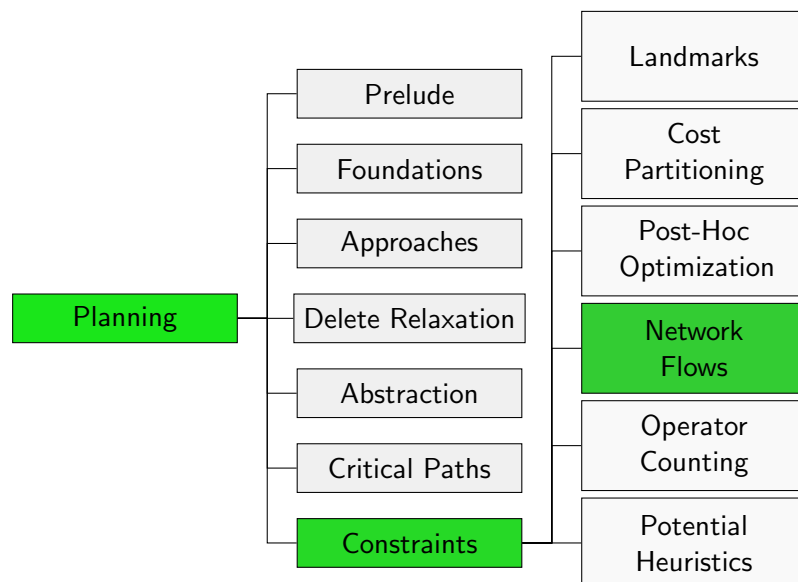 Planning
Prelude
Foundations
Approaches
Delete Relaxation
Abstraction
Critical Paths
Constraints
Landmarks
Cost
Partitioning
Post-Hoc
Optimization
Network
Flows
Operator
Counting
Potential
Heuristics